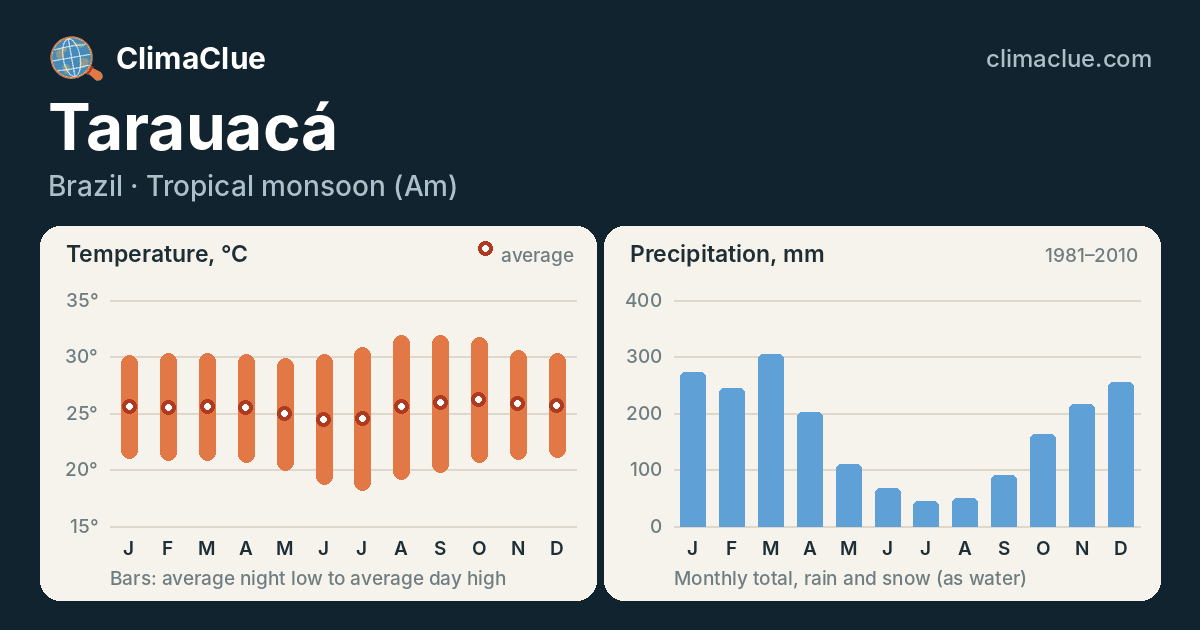 ClimaClue
climaclue.com
Tarauacá
Brazil · Tropical monsoon (Am)
Temperature, °C
average
35°
30°
25°
20°
15°
J F M A M J J A S O N D
Bars: average night low to average day high
Precipitation, mm
1981–2010
400
300
200
100
0
J F M A M J J A S O N D
Monthly total, rain and snow (as water)